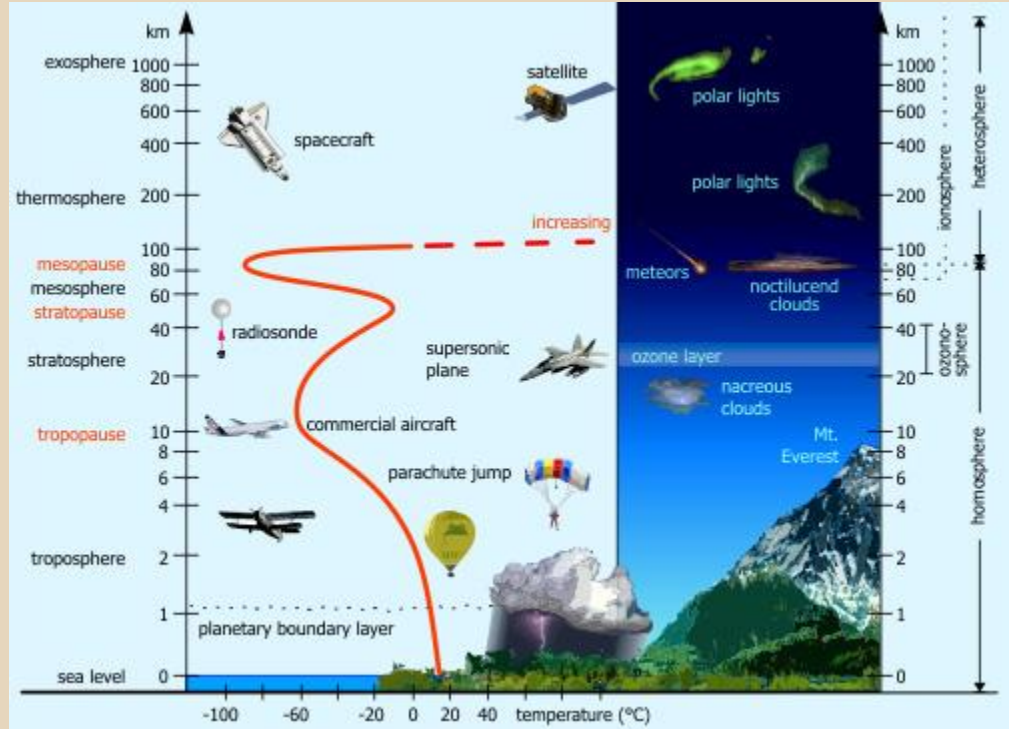 km
exosphere
1000
800
600
400
thermosphere
200
100
mesopause
80
mesosphere
60
stratopause
40
stratosphere
20
tropopause
10
8
6
4
troposphere
2
1
planetary boundary layer
sea level
0
-100
-60
-20
0
20
40
temperature (°C)
satellite
spacecraft
increasing
radiosonde
supersonic
plane
commercial aircraft
parachute jump
polar lights
polar lights
meteors
noctilucend
clouds
ozone layer
nacreous
clouds
Mt.
Everest
km
1000
800
600
400
200
100
80
60
40
20
10
8
6
4
2
1
0
ionosphere
ozono-
sphere
heterosphere
homosphere